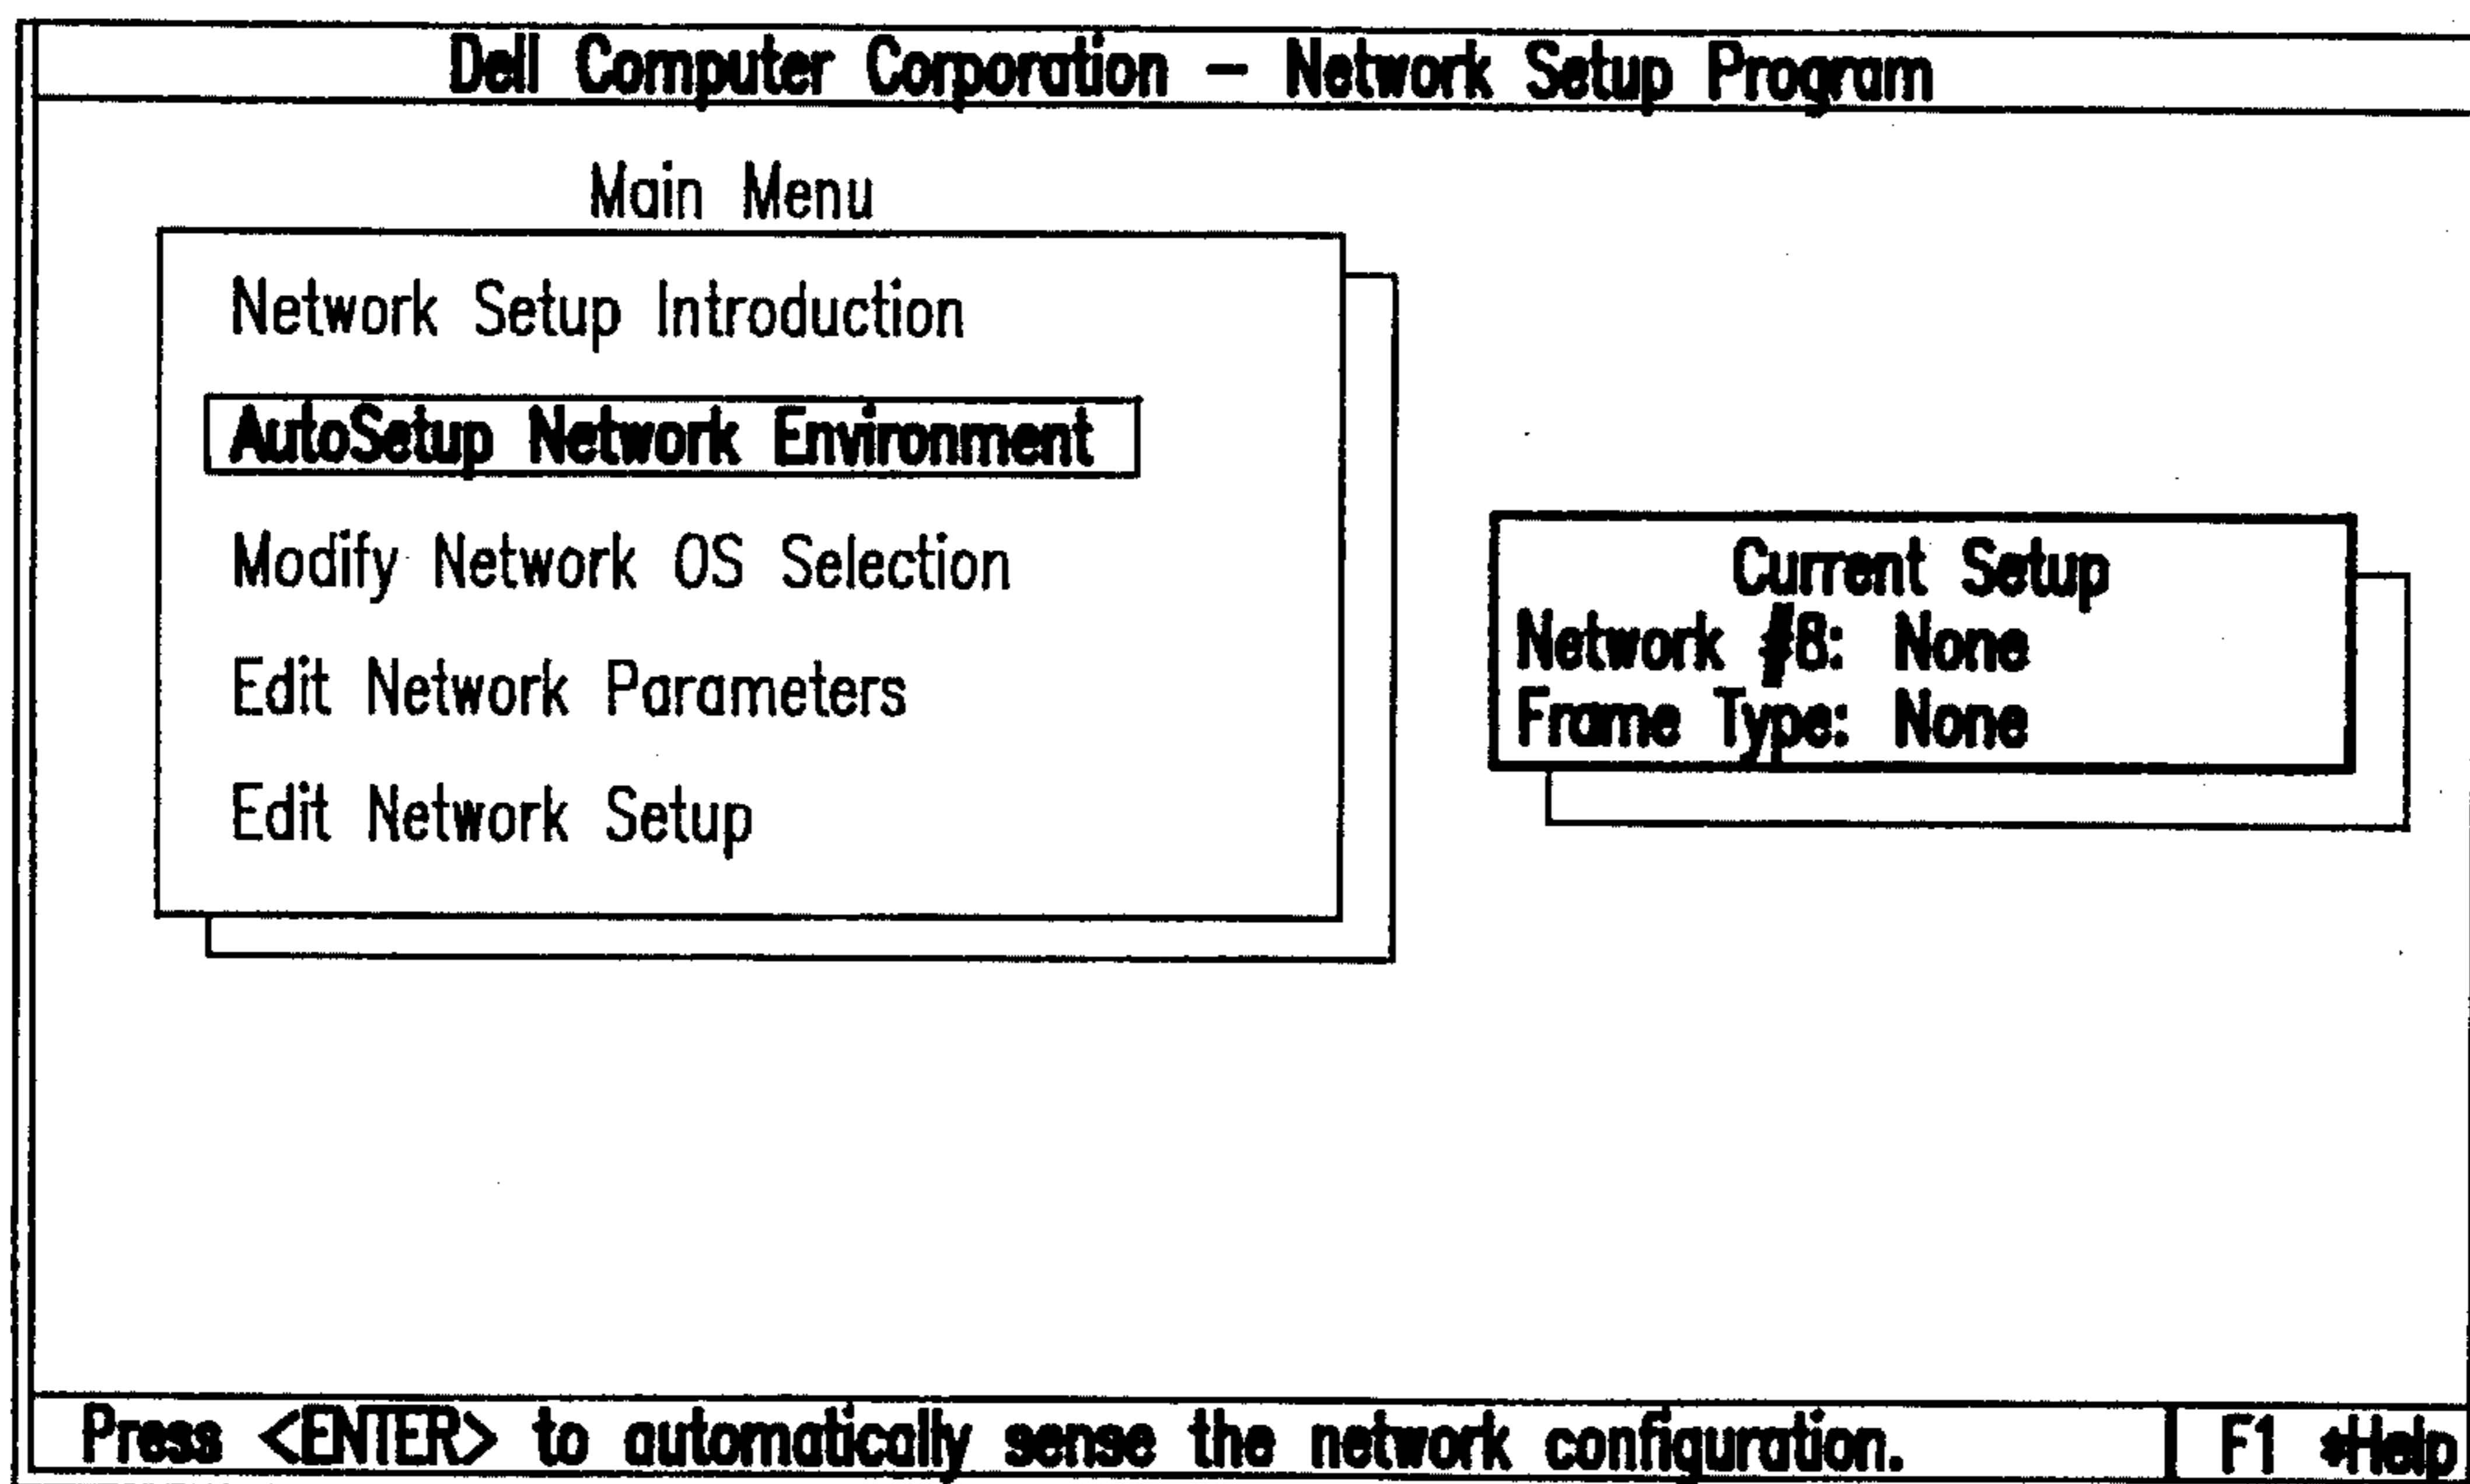 Dell Computer Corporation – Network Setup Program
Main Menu
Network Setup Introduction
AutoSetup Network Environment
Modify Network OS Selection
Edit Network Parameters
Edit Network Setup
Current Setup
Network #8: None
Frame Type: None
Press <ENTER> to automatically sense the network configuration.
F1 *Help